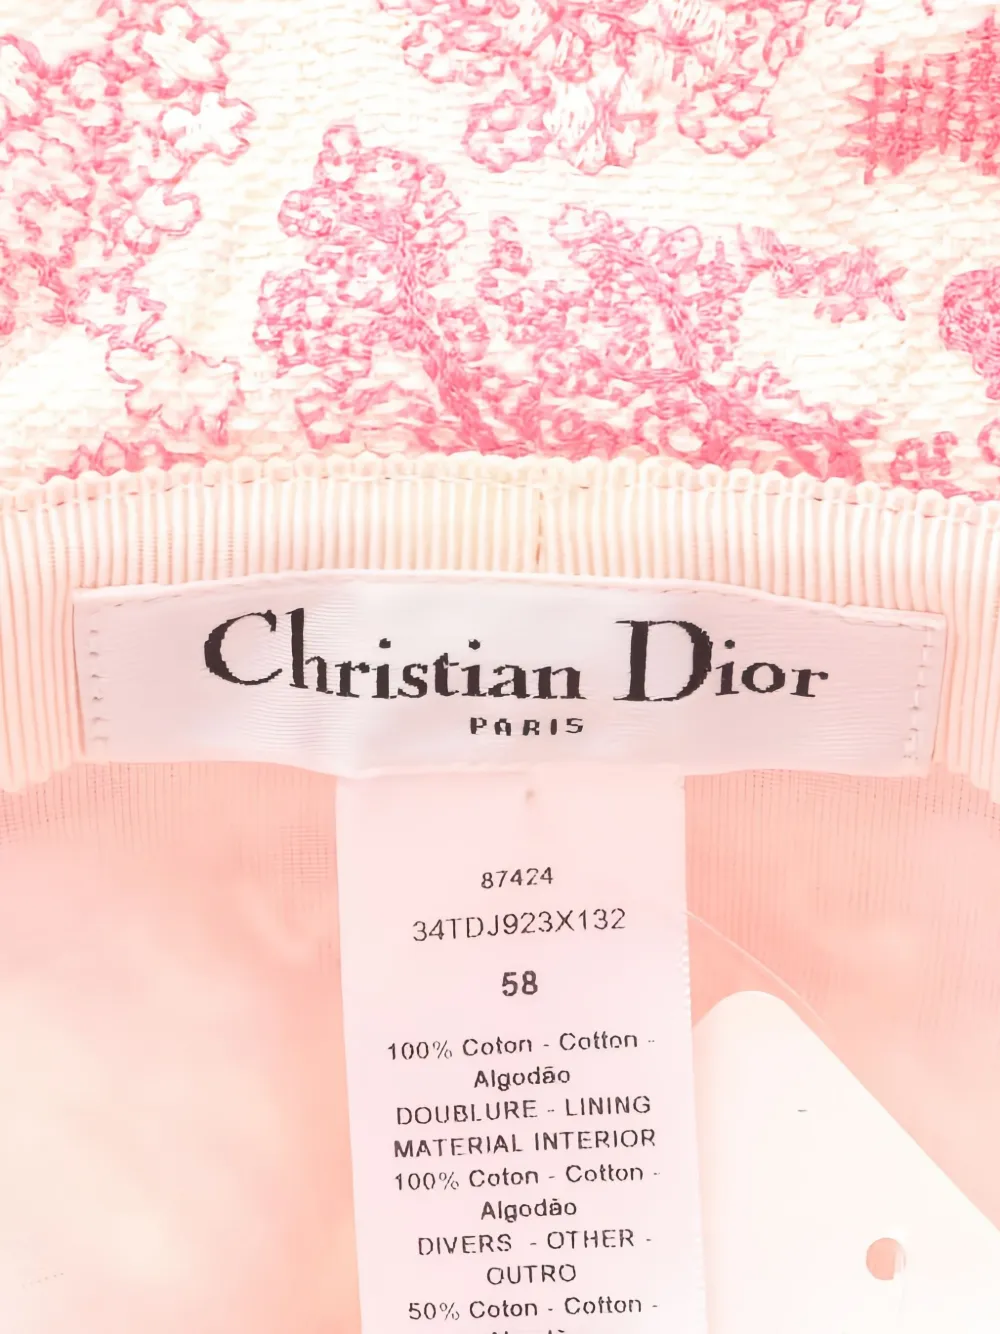 Christian Dior
PARIS
87424
34TDJ923X132
58
100% Coton - Cotton -
Algodão
DOUBLURE - LINING
MATERIAL INTERIOR
100% Coton - Cotton -
Algodão
DIVERS - OTHER -
OUTRO
50% Coton - Cotton -